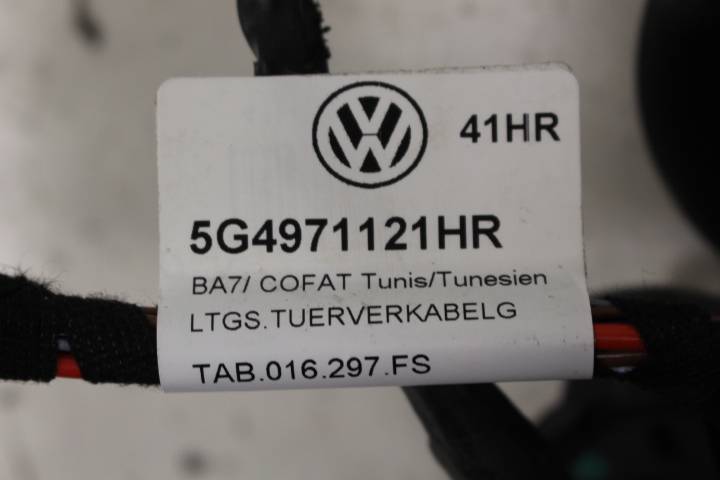 41HR
5G4971121HR
BA7/ COFAT Tunis/Tunesien
LTGS.TUERVERKABELG
TAB.016.297.FS